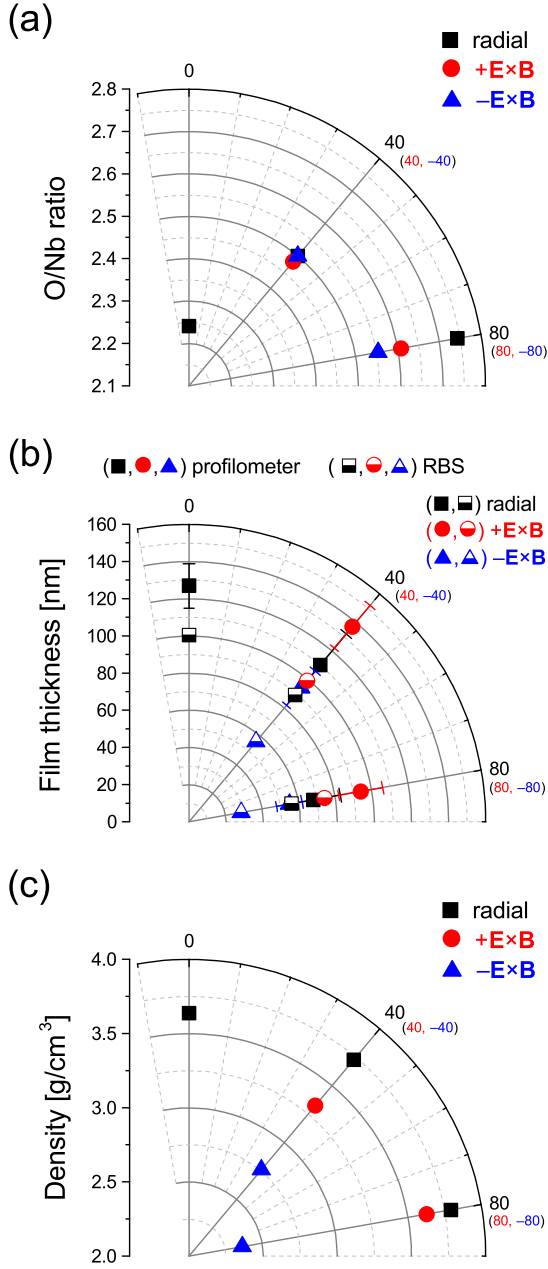 (a)
radial
+E×B
−E×B
0
2.8
2.7
2.6
2.5
2.4
2.3
2.2
2.1
O/Nb ratio
40
(40, −40)
80
(80, −80)
(b)
(■,●,▲) profilometer (⬓,◓,▲) RBS
(■,⬓) radial
(●,◓) +E×B
(▲,▲) −E×B
0
160
140
120
100
80
60
40
20
0
Film thickness [nm]
40
(40, −40)
80
(80, −80)
(c)
radial
+E×B
−E×B
0
4.0
3.5
3.0
2.5
2.0
Density [g/cm³]
40
(40, −40)
80
(80, −80)